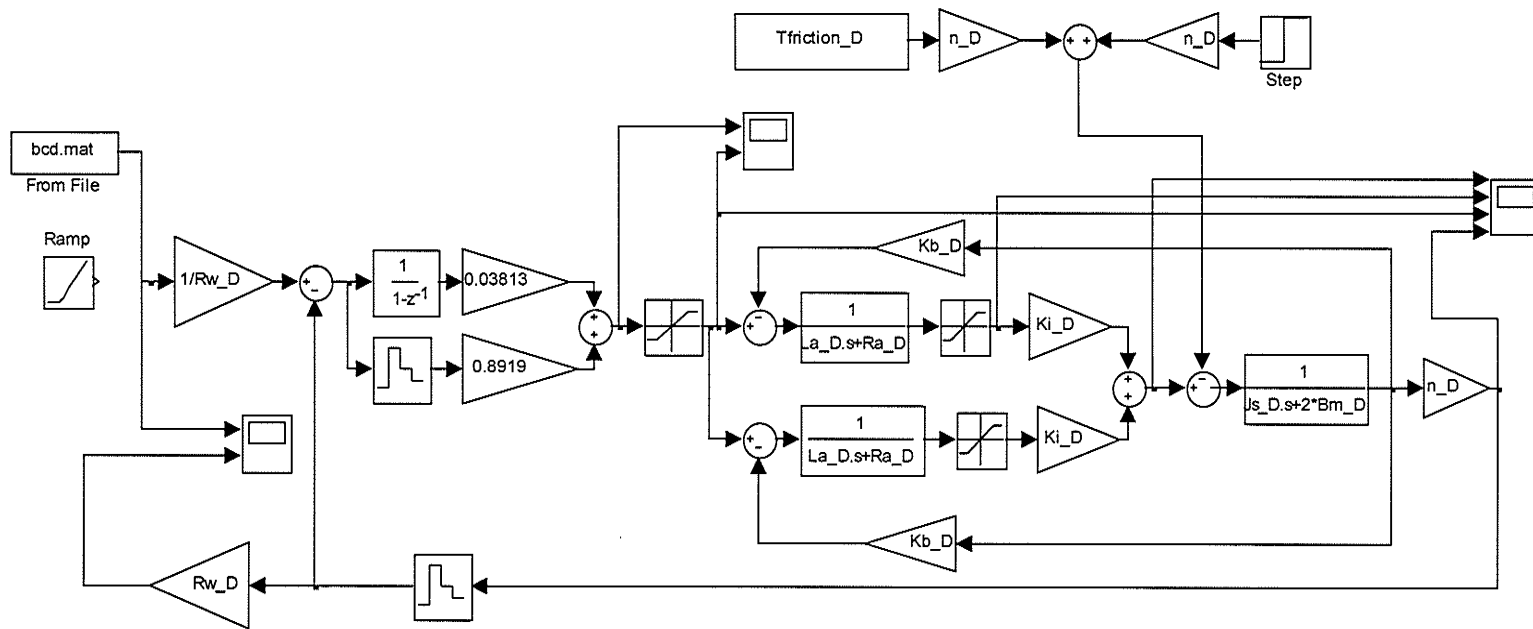 Tfriction_D
n_D
+ +
n_D
Step
bcd.mat
From File
Ramp
1/Rw_D
+
-
1
1-z-1
0.03813
0.8919
+
+
Kb_D
-
+
1
La_D.s+Ra_D
Ki_D
+
+
-
+
1
Js_D.s+2*Bm_D
n_D
+
-
1
La_D.s+Ra_D
Ki_D
Kb_D
Rw_D